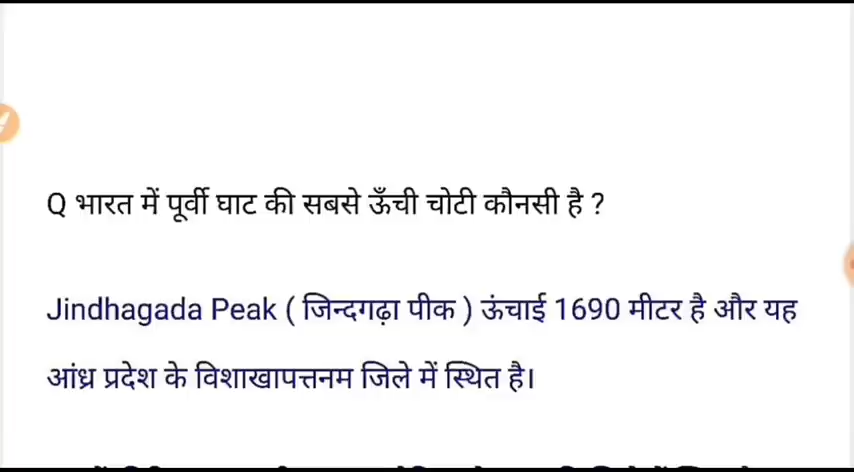 Q भारत में पूर्वी घाट की सबसे ऊँची चोटी कौनसी है ?
Jindhagada Peak ( जिन्दगढ़ा पीक ) ऊंचाई 1690 मीटर है और यह
आंध्र प्रदेश के विशाखापत्तनम जिले में स्थित है।